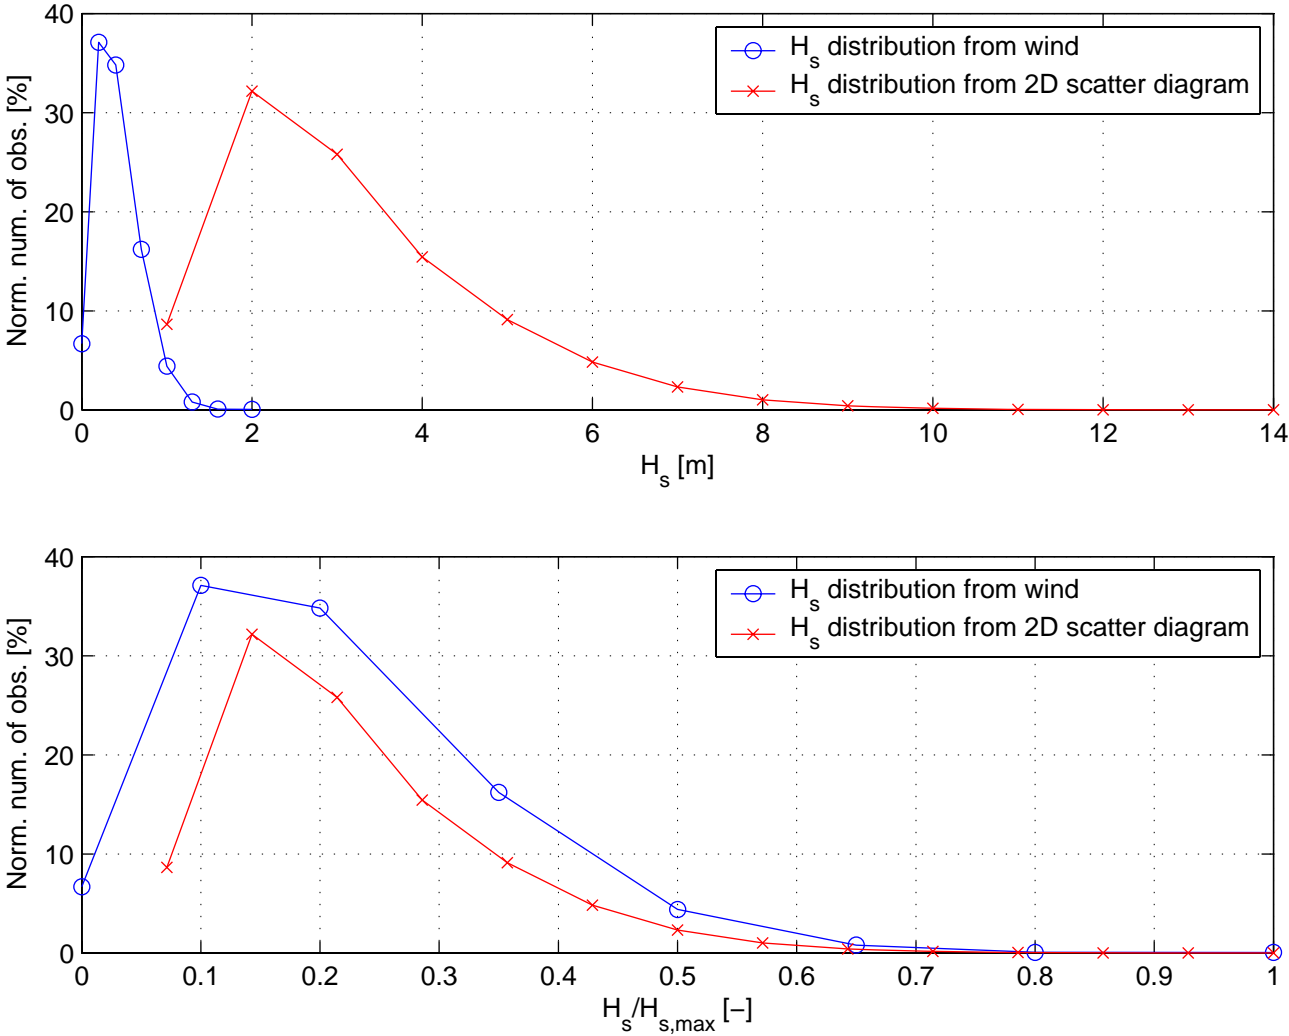 40
30
20
10
0
Norm. num. of obs. [%]
H_s distribution from wind
H_s distribution from 2D scatter diagram
0 2 4 6 8 10 12 14
H_s [m]
40
30
20
10
0
Norm. num. of obs. [%]
H_s distribution from wind
H_s distribution from 2D scatter diagram
0 0.1 0.2 0.3 0.4 0.5 0.6 0.7 0.8 0.9 1
H_s/H_s,max [–]